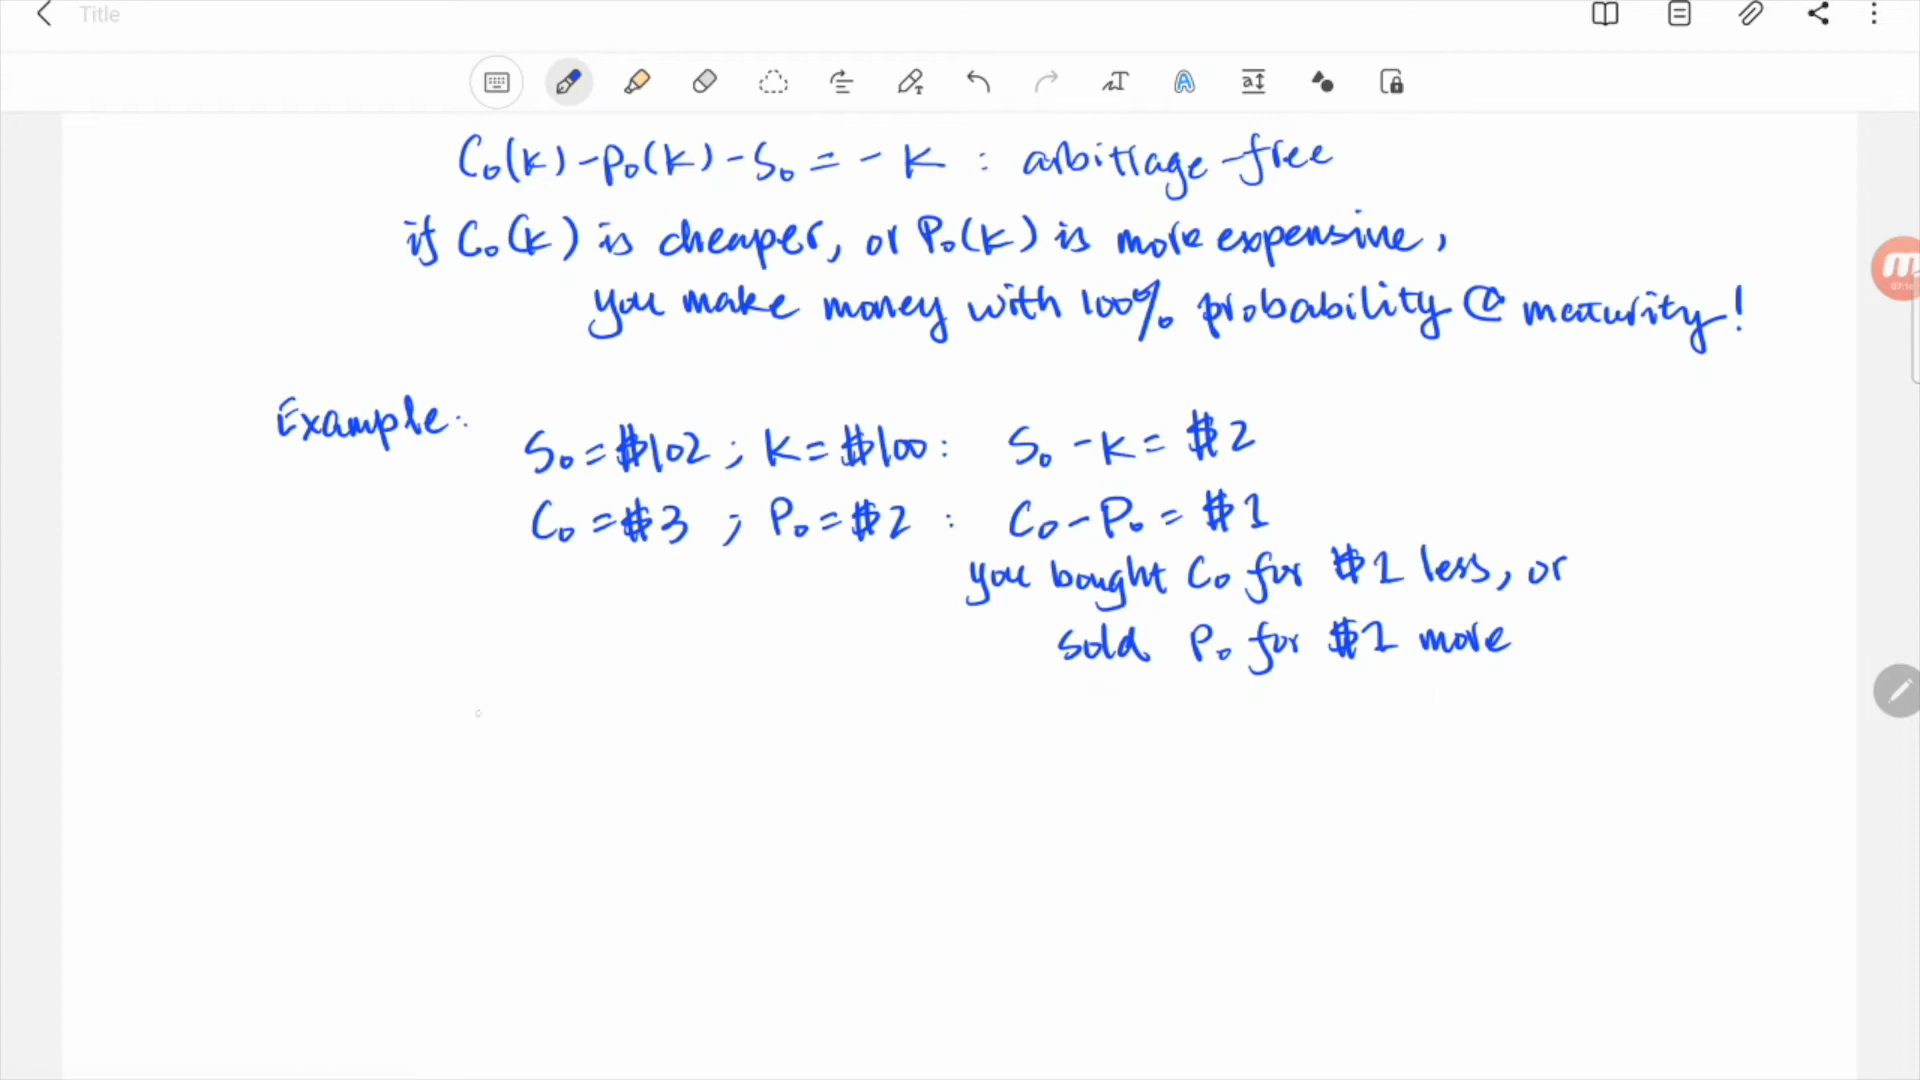 Title
C₀(K) - P₀(K) - S₀ = - K : arbitrage-free
if C₀(K) is cheaper, or P₀(K) is more expensive,
you make money with 100% probability @ maturity!
Example:
S₀ = $102 ; K = $100 : S₀ - K = $2
C₀ = $3 ; P₀ = $2 : C₀ - P₀ = $1
you bought C₀ for $1 less, or
sold P₀ for $1 more